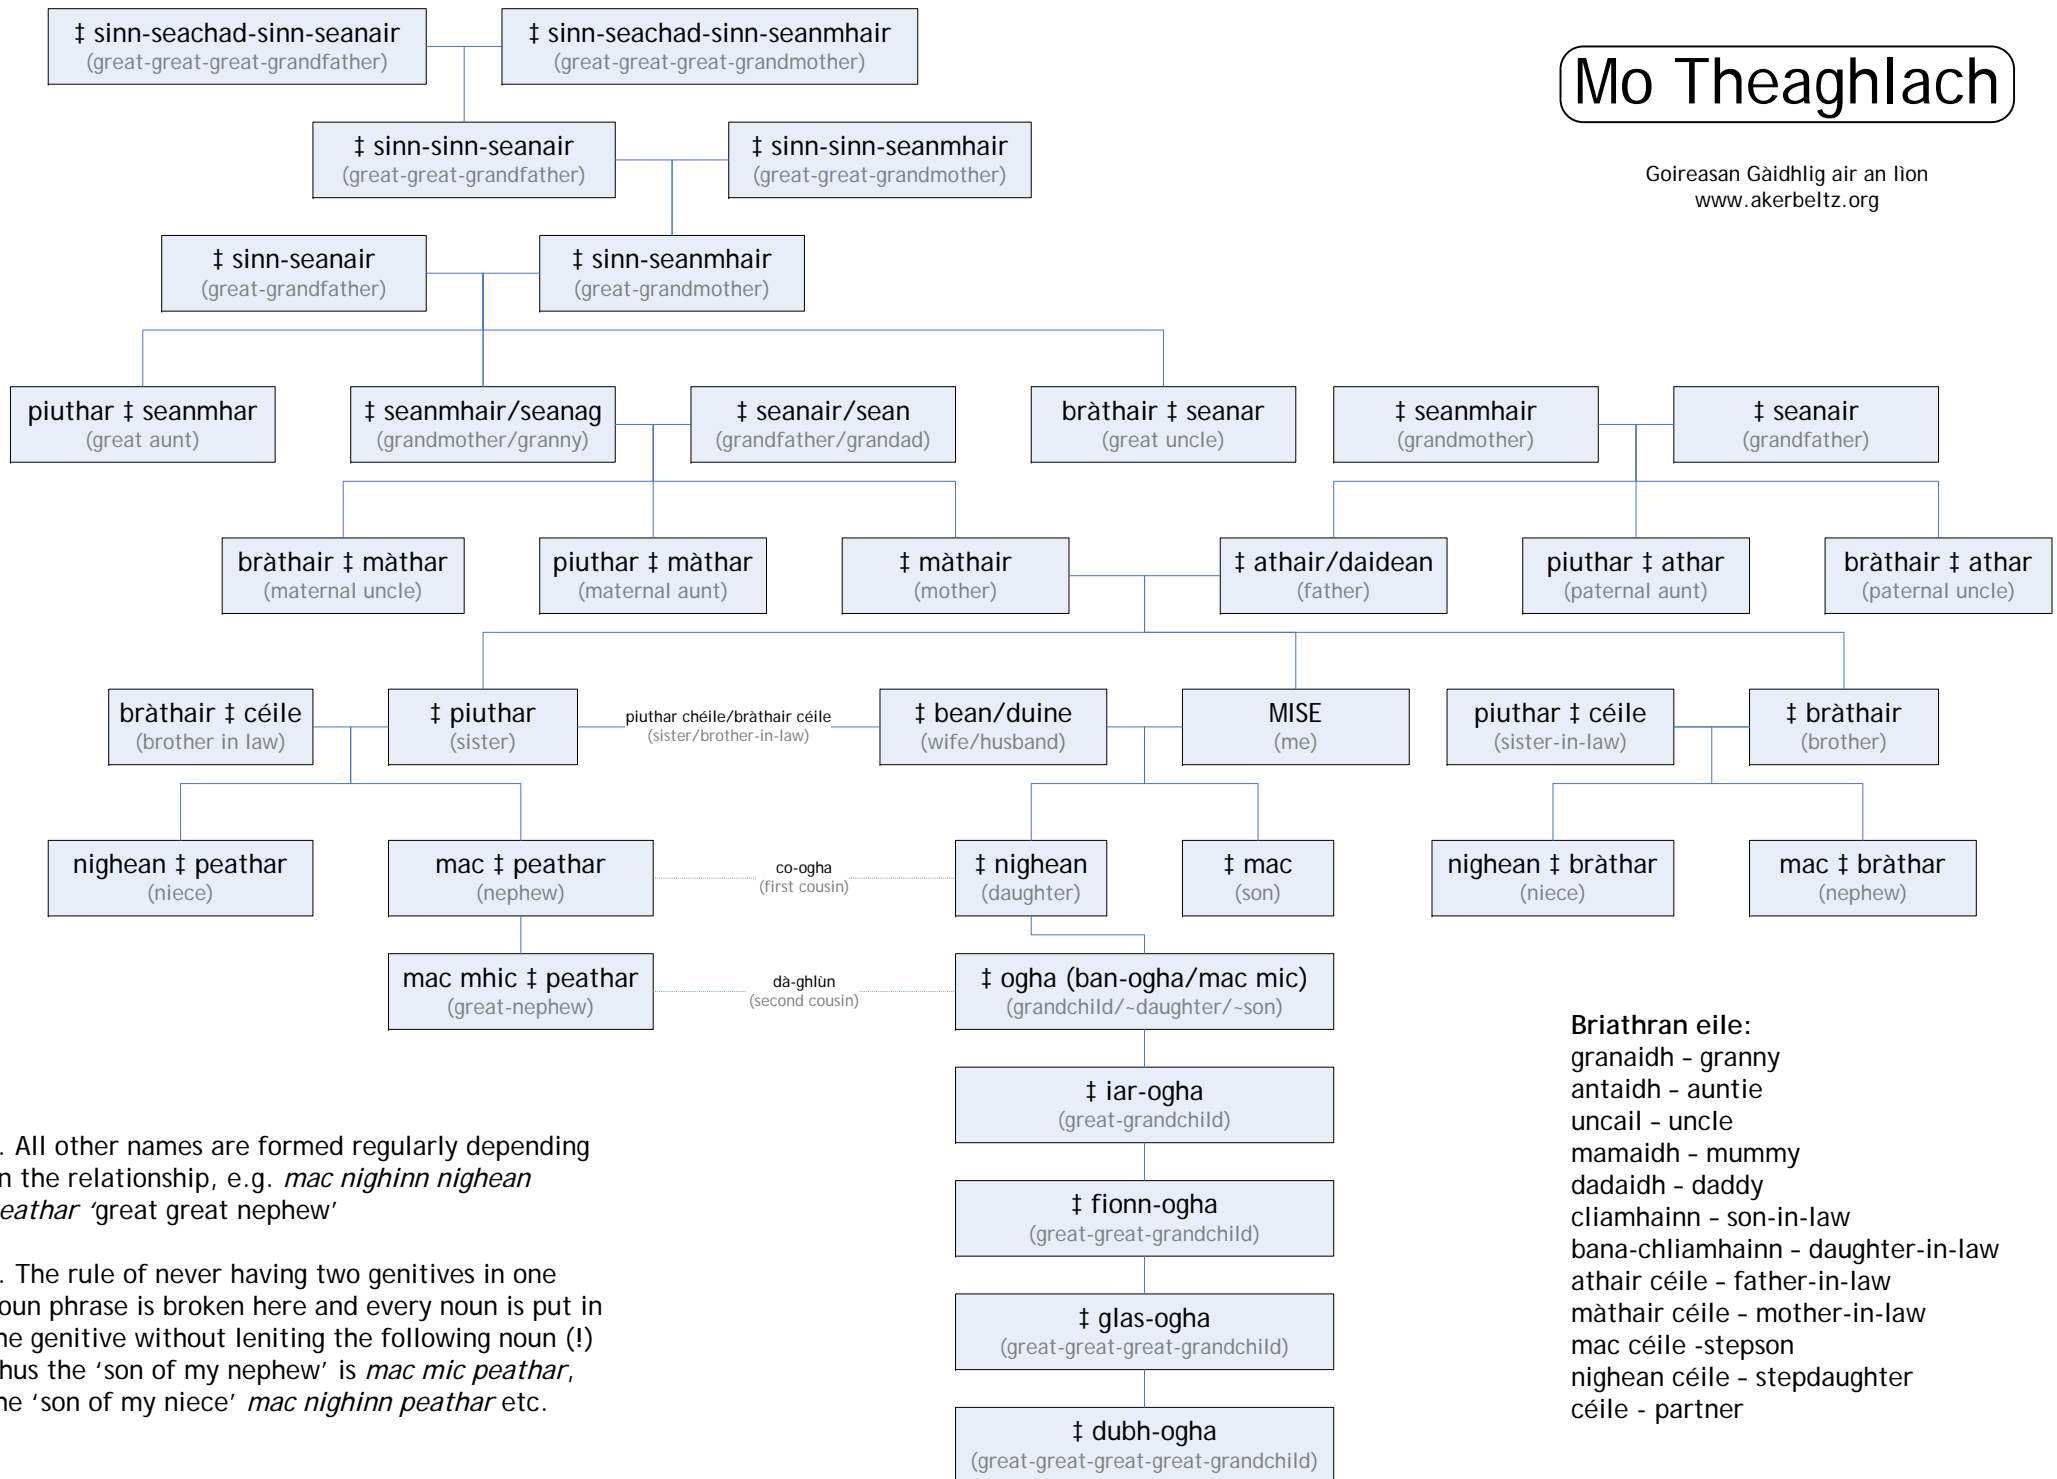 ‡ sinn-seachad-sinn-seanair
(great-great-great-grandfather)
‡ sinn-seachad-sinn-seanmhair
(great-great-great-grandmother)
Mo Theaghlach
Goireasan Gàidhlig air an lìon
www.akerbeltz.org
‡ sinn-sinn-seanair
(great-great-grandfather)
‡ sinn-sinn-seanmhair
(great-great-grandmother)
‡ sinn-seanair
(great-grandfather)
‡ sinn-seanmhair
(great-grandmother)
piuthar ‡ seanmhar
(great aunt)
‡ seanmhair/seanag
(grandmother/granny)
‡ seanair/sean
(grandfather/grandad)
bràthair ‡ seanar
(great uncle)
‡ seanmhair
(grandmother)
‡ seanair
(grandfather)
bràthair ‡ màthar
(maternal uncle)
piuthar ‡ màthar
(maternal aunt)
‡ màthair
(mother)
‡ athair/daidean
(father)
piuthar ‡ athar
(paternal aunt)
bràthair ‡ athar
(paternal uncle)
bràthair ‡ céile
(brother in law)
‡ piuthar
(sister)
piuthar chéile/bràthair céile
(sister/brother-in-law)
‡ bean/duine
(wife/husband)
MISE
(me)
piuthar ‡ céile
(sister-in-law)
‡ bràthair
(brother)
nighean ‡ peathar
(niece)
mac ‡ peathar
(nephew)
co-ogha
(first cousin)
‡ nighean
(daughter)
‡ mac
(son)
nighean ‡ bràthar
(niece)
mac ‡ bràthar
(nephew)
mac mhic ‡ peathar
(great-nephew)
dà-ghlùn
(second cousin)
‡ ogha (ban-ogha/mac mic)
(grandchild/~daughter/~son)
‡ iar-ogha
(great-grandchild)
‡ fionn-ogha
(great-great-grandchild)
‡ glas-ogha
(great-great-great-grandchild)
‡ dubh-ogha
(great-great-great-great-grandchild)
. All other names are formed regularly depending
n the relationship, e.g. mac nighinn nighean
eathar ‘great great nephew’
. The rule of never having two genitives in one
oun phrase is broken here and every noun is put in
he genitive without leniting the following noun (!)
hus the ‘son of my nephew’ is mac mic peathar,
he ‘son of my niece’ mac nighinn peathar etc.
Briathran eile:
granaidh – granny
antaidh – auntie
uncail – uncle
mamaidh – mummy
dadaidh – daddy
cliamhainn – son-in-law
bana-chliamhainn – daughter-in-law
athair céile – father-in-law
màthair céile – mother-in-law
mac céile -stepson
nighean céile – stepdaughter
céile - partner